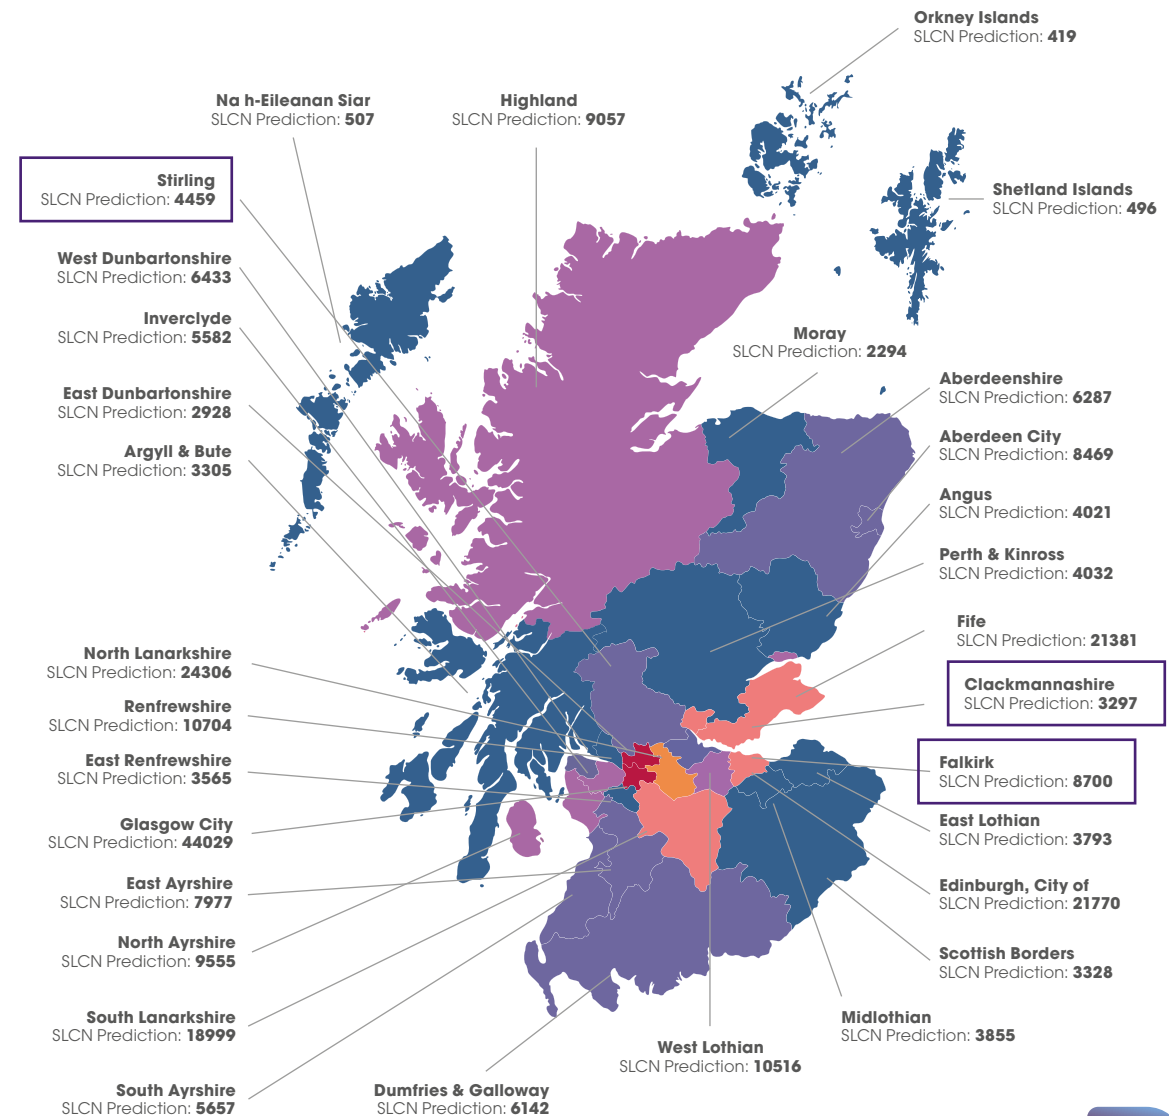 Orkney Islands
SLCN Prediction: 419
Na h-Eileanan Siar
SLCN Prediction: 507
Highland
SLCN Prediction: 9057
Stirling
SLCN Prediction: 4459
Shetland Islands
SLCN Prediction: 496
West Dunbartonshire
SLCN Prediction: 6433
Inverclyde
SLCN Prediction: 5582
Moray
SLCN Prediction: 2294
East Dunbartonshire
SLCN Prediction: 2928
Aberdeenshire
SLCN Prediction: 6287
Argyll & Bute
SLCN Prediction: 3305
Aberdeen City
SLCN Prediction: 8469
Angus
SLCN Prediction: 4021
Perth & Kinross
SLCN Prediction: 4032
Fife
SLCN Prediction: 21381
North Lanarkshire
SLCN Prediction: 24306
Clackmannashire
SLCN Prediction: 3297
Renfrewshire
SLCN Prediction: 10704
East Renfrewshire
SLCN Prediction: 3565
Falkirk
SLCN Prediction: 8700
Glasgow City
SLCN Prediction: 44029
East Lothian
SLCN Prediction: 3793
East Ayrshire
SLCN Prediction: 7977
Edinburgh, City of
SLCN Prediction: 21770
North Ayrshire
SLCN Prediction: 9555
Scottish Borders
SLCN Prediction: 3328
South Lanarkshire
SLCN Prediction: 18999
Midlothian
SLCN Prediction: 3855
West Lothian
SLCN Prediction: 10516
South Ayrshire
SLCN Prediction: 5657
Dumfries & Galloway
SLCN Prediction: 6142